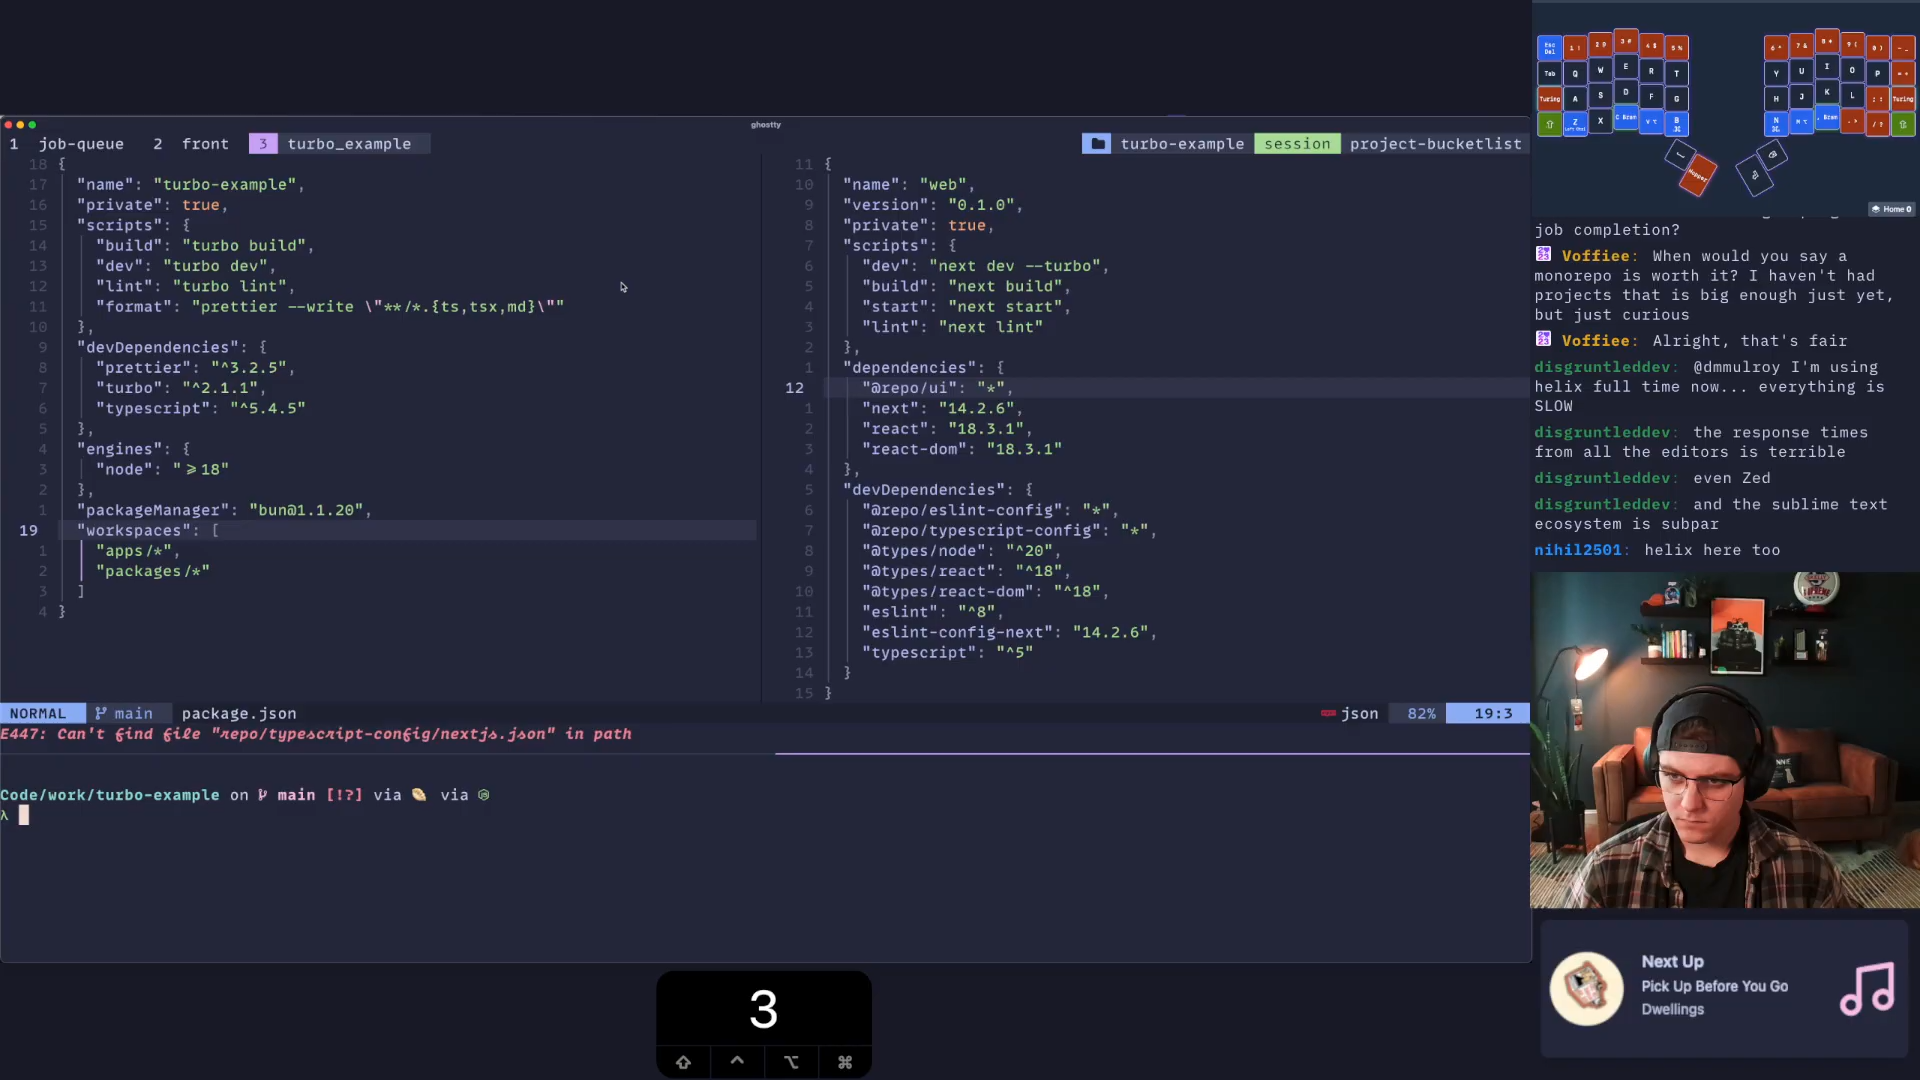 ghostty
1 job-queue 2 front 3 turbo_example
turbo-example session project-bucketlist
18 {
17 "name": "turbo-example",
16 "private": true,
15 "scripts": {
14 "build": "turbo build",
13 "dev": "turbo dev",
12 "lint": "turbo lint",
11 "format": "prettier --write \"**/*.{ts,tsx,md}\""
10 },
9 "devDependencies": {
8 "prettier": "^3.2.5",
7 "turbo": "^2.1.1",
6 "typescript": "^5.4.5"
5 },
4 "engines": {
3 "node": "≥18"
2 },
1 "packageManager": "bun@1.1.20",
19 "workspaces": [
1 "apps/*",
2 "packages/*"
3 ]
4 }
11 {
10 "name": "web",
9 "version": "0.1.0",
8 "private": true,
7 "scripts": {
6 "dev": "next dev --turbo",
5 "build": "next build",
4 "start": "next start",
3 "lint": "next lint"
2 },
1 "dependencies": {
12 "@repo/ui": "*",
1 "next": "14.2.6",
2 "react": "18.3.1",
3 "react-dom": "18.3.1"
4 },
5 "devDependencies": {
6 "@repo/eslint-config": "*",
7 "@repo/typescript-config": "*",
8 "@types/node": "^20",
9 "@types/react": "^18",
10 "@types/react-dom": "^18",
11 "eslint": "^8",
12 "eslint-config-next": "14.2.6",
13 "typescript": "^5"
14 }
15 }
NORMAL main package.json
json 82% 19:3
E447: Can't find file "repo/typescript-config/nextjs.json" in path
Code/work/turbo-example on main [!?] via via
λ
3
⇧ ^ ⌥ ⌘
Esc
Del
Tab Q W E R T
Turing A S D F G
Z X
Y U I O P
H J K L Turing
Home 0
job completion?
Voffiee: When would you say a
monorepo is worth it? I haven't had
projects that is big enough just yet,
but just curious
Voffiee: Alright, that's fair
disgruntleddev: @dmmulroy I'm using
helix full time now... everything is
SLOW
disgruntleddev: the response times
from all the editors is terrible
disgruntleddev: even Zed
disgruntleddev: and the sublime text
ecosystem is subpar
nihil2501: helix here too
Next Up
Pick Up Before You Go
Dwellings